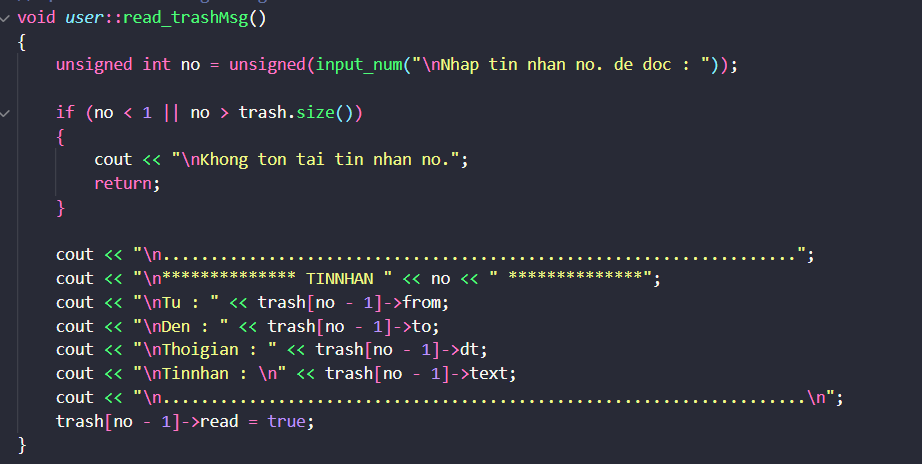 void user::read_trashMsg()
{
    unsigned int no = unsigned(input_num("\nNhap tin nhan no. de doc : "));

    if (no < 1 || no > trash.size())
    {
        cout << "\nKhong ton tai tin nhan no.";
        return;
    }

    cout << "\n..................................................................";
    cout << "\n************** TINNHAN " << no << " **************";
    cout << "\nTu : " << trash[no - 1]->from;
    cout << "\nDen : " << trash[no - 1]->to;
    cout << "\nThoigian : " << trash[no - 1]->dt;
    cout << "\nTinnhan : \n" << trash[no - 1]->text;
    cout << "\n...................................................................\n";
    trash[no - 1]->read = true;
}